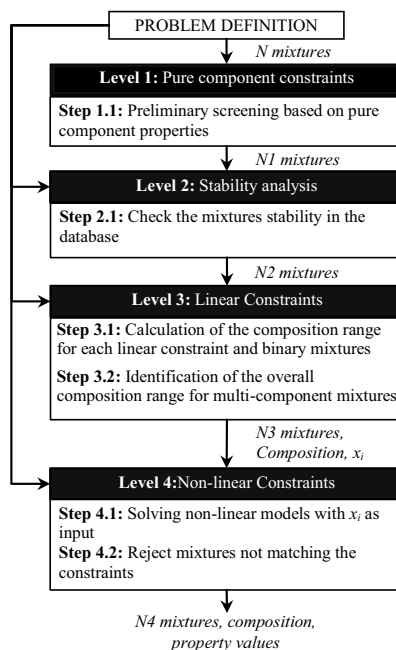 PROBLEM DEFINITION
N mixtures
Level 1: Pure component constraints
Step 1.1: Preliminary screening based on pure
component properties
N1 mixtures
Level 2: Stability analysis
Step 2.1: Check the mixtures stability in the
database
N2 mixtures
Level 3: Linear Constraints
Step 3.1: Calculation of the composition range
for each linear constraint and binary mixtures
Step 3.2: Identification of the overall
composition range for multi-component mixtures
N3 mixtures,
Composition, xi
Level 4:Non-linear Constraints
Step 4.1: Solving non-linear models with xi as
input
Step 4.2: Reject mixtures not matching the
constraints
N4 mixtures, composition,
property values